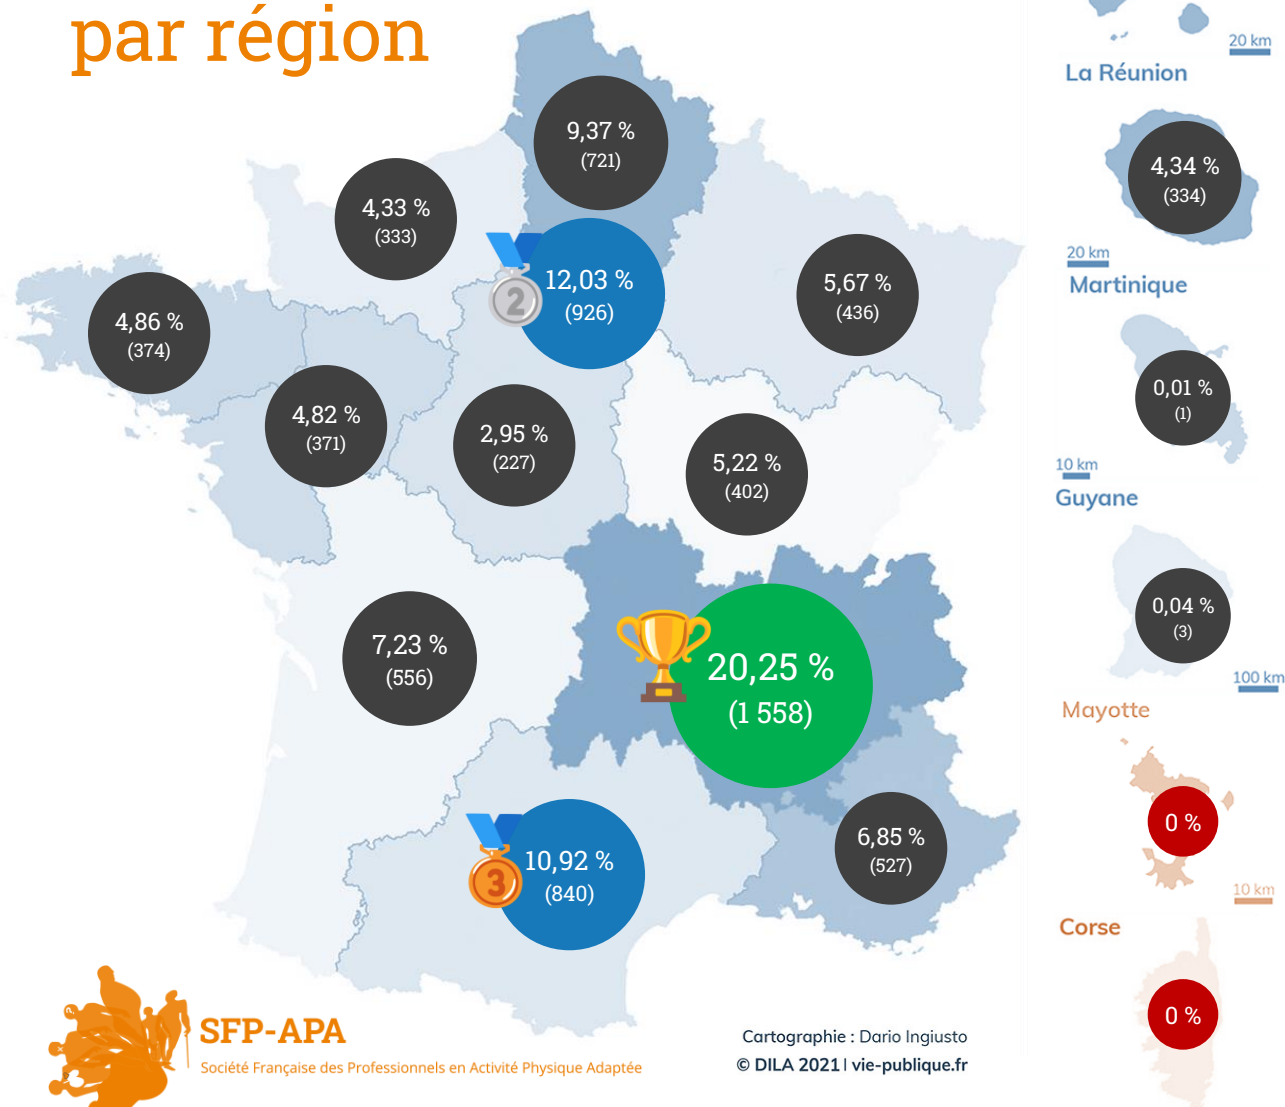 par région
20 km
La Réunion
9,37 %
(721)
4,34 %
(334)
4,33 %
(333)
20 km
Martinique
2
12,03 %
(926)
5,67 %
(436)
4,86 %
(374)
0,01 %
(1)
4,82 %
(371)
2,95 %
(227)
5,22 %
(402)
10 km
Guyane
0,04 %
(3)
7,23 %
(556)
20,25 %
(1 558)
100 km
Mayotte
0 %
3
10,92 %
(840)
6,85 %
(527)
10 km
Corse
0 %
SFP-APA
Société Française des Professionnels en Activité Physique Adaptée
Cartographie : Dario Ingiusto
© DILA 2021 | vie-publique.fr